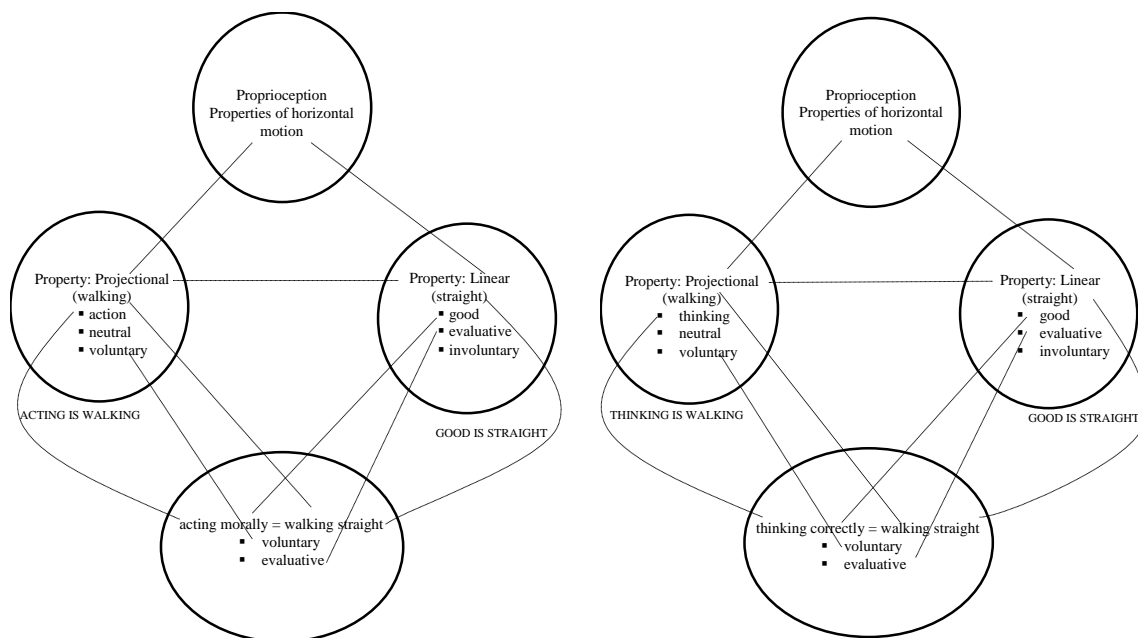 Proprioception
Properties of horizontal
motion
Property: Projectional
(walking)
▪ action
▪ neutral
▪ voluntary
Property: Linear
(straight)
▪ good
▪ evaluative
▪ involuntary
ACTING IS WALKING
GOOD IS STRAIGHT
acting morally = walking straight
▪ voluntary
▪ evaluative
Proprioception
Properties of horizontal
motion
Property: Projectional
(walking)
▪ thinking
▪ neutral
▪ voluntary
Property: Linear
(straight)
▪ good
▪ evaluative
▪ involuntary
THINKING IS WALKING
GOOD IS STRAIGHT
thinking correctly = walking straight
▪ voluntary
▪ evaluative